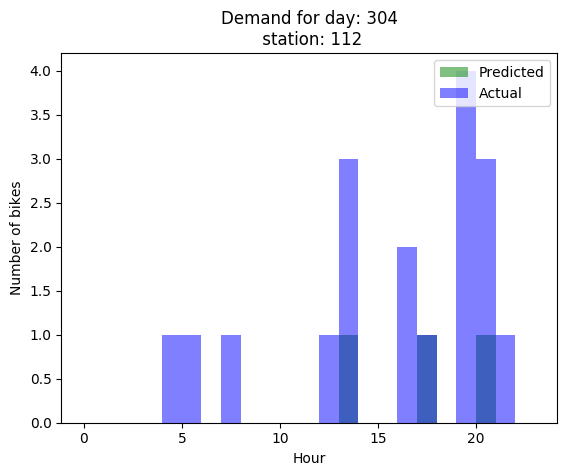 Demand for day: 304
station: 112
4.0
3.5
3.0
2.5
2.0
1.5
1.0
0.5
0.0
Number of bikes
Predicted
Actual
0 5 10 15 20
Hour